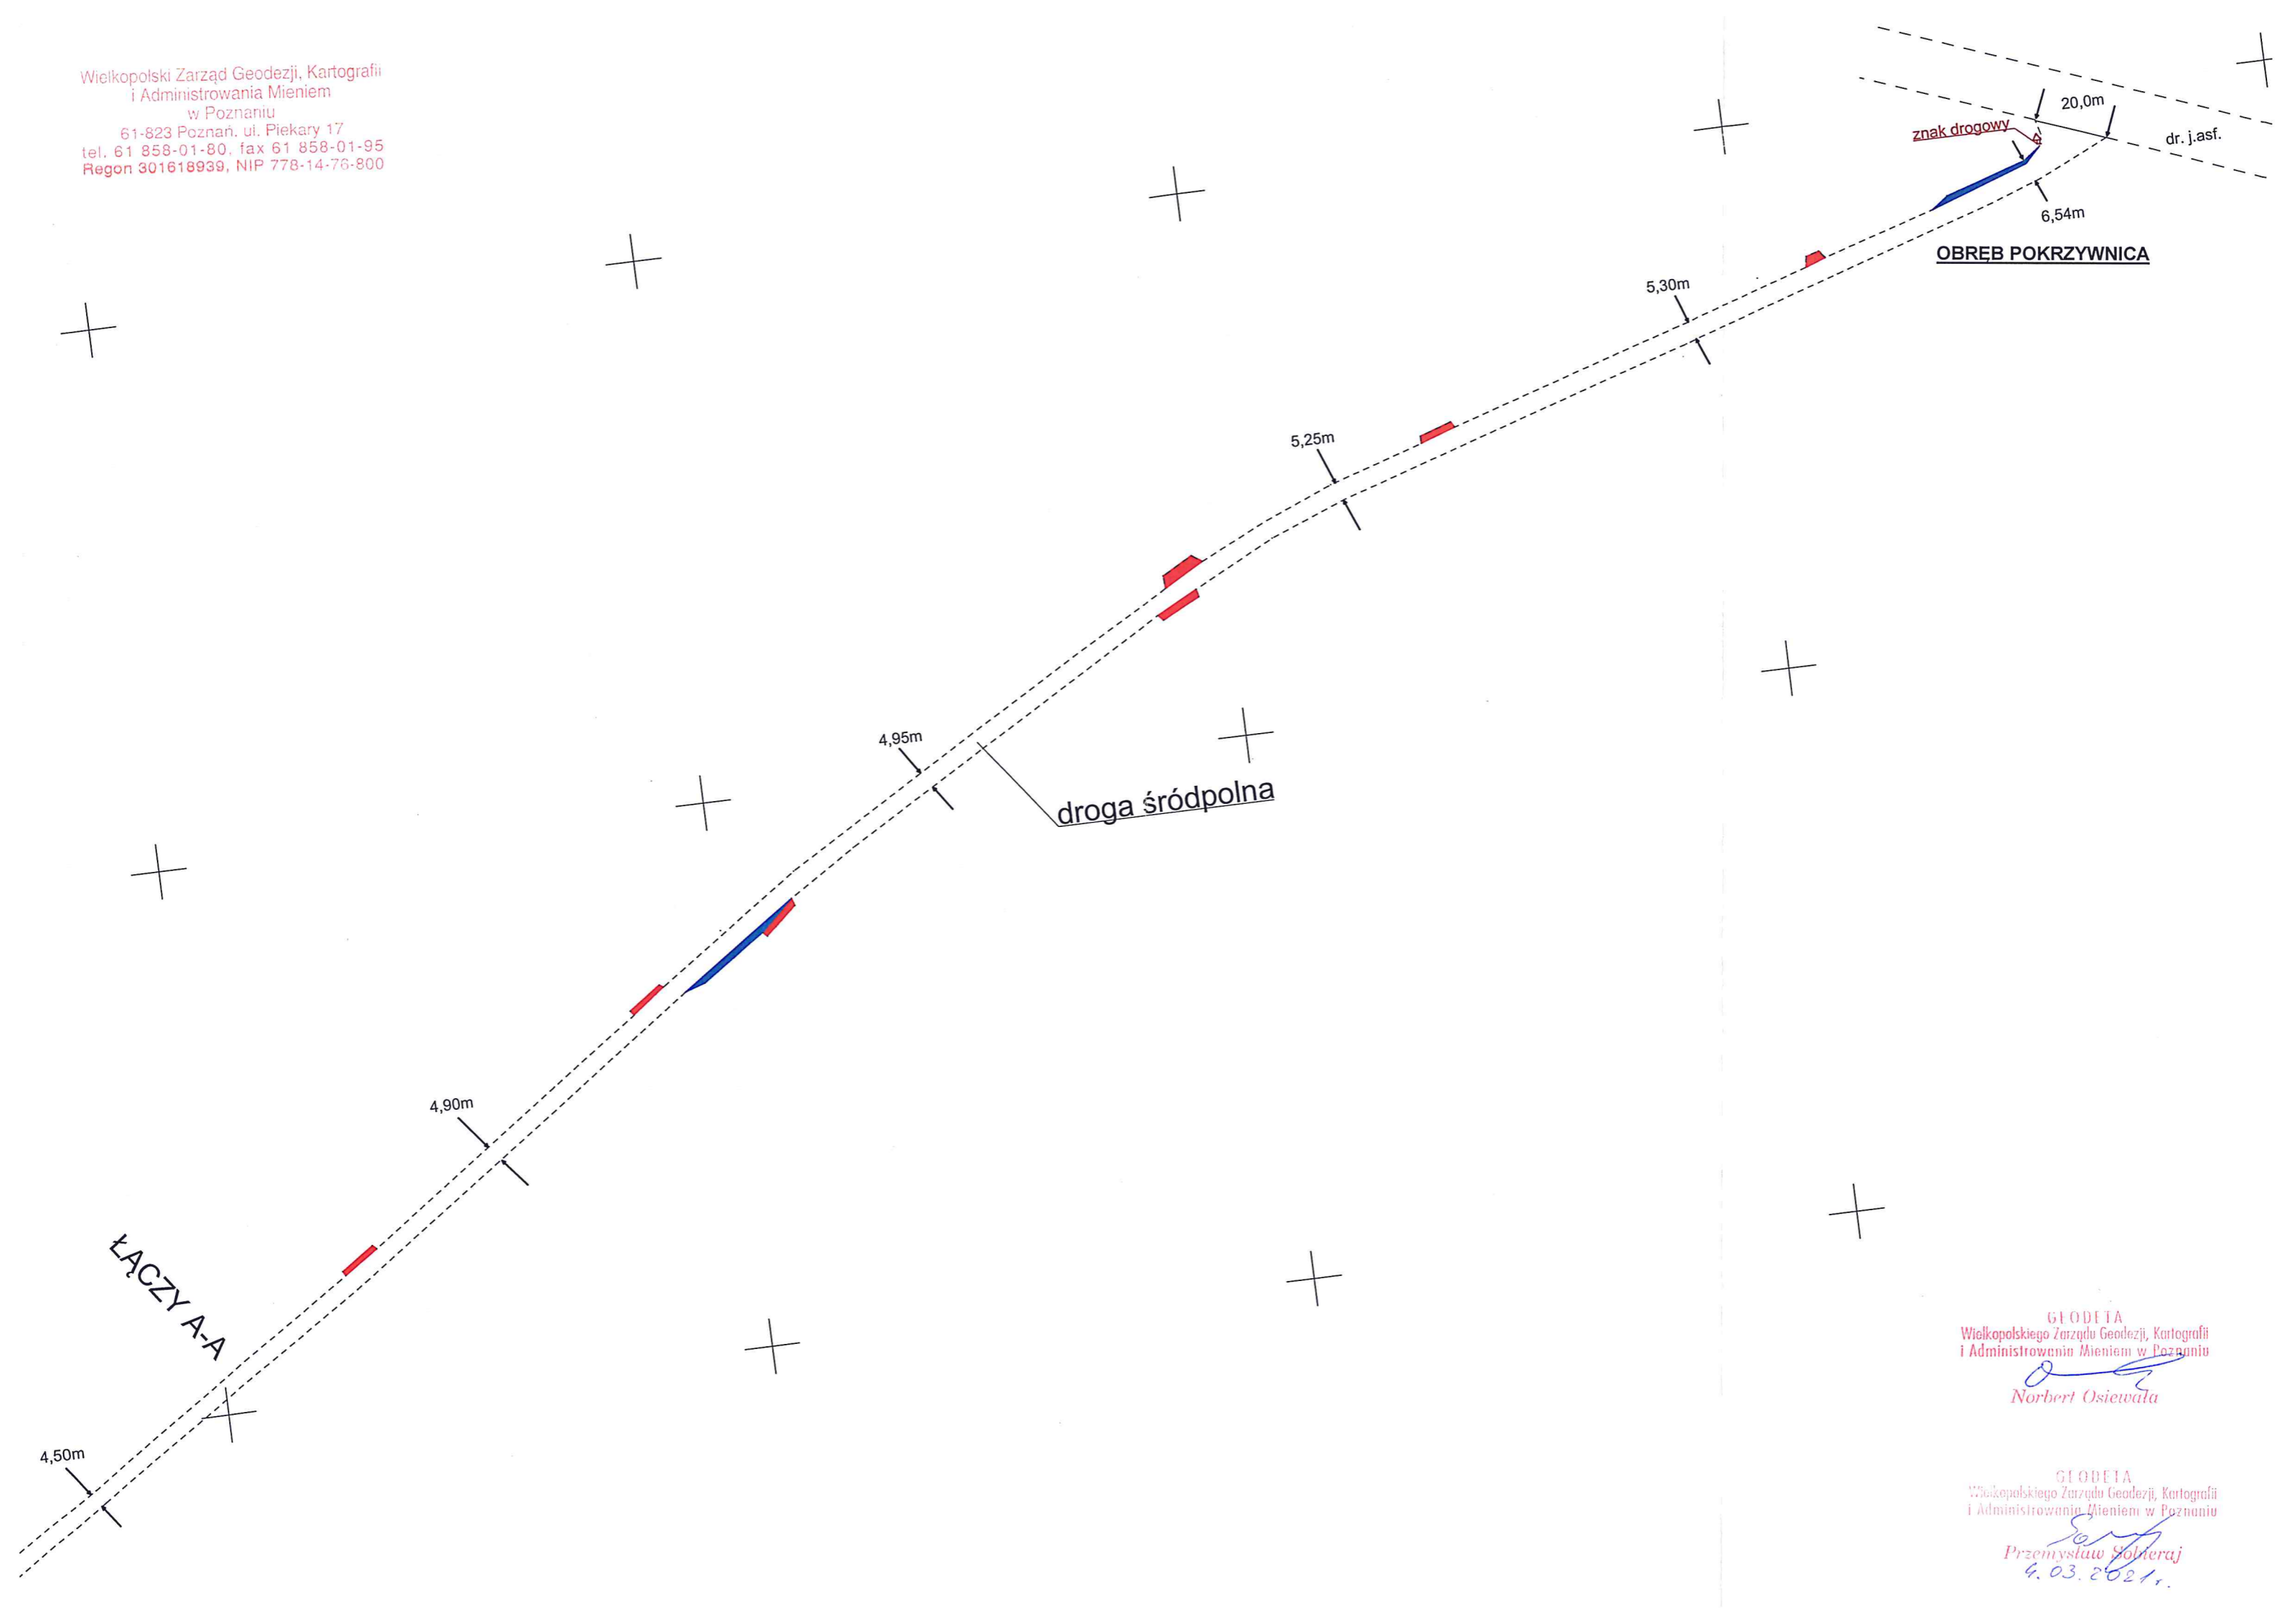 Wielkopolski Zarząd Geodezji, Kartografii
i Administrowania Mieniem
w Poznaniu
61-823 Poznań, ul. Piekary 17
tel. 61 858-01-80, fax 61 858-01-95
Regon 301618939, NIP 778-14-76-800
20,0m
znak drogowy
dr. j.asf.
6,54m
OBRĘB POKRZYWNICA
5,30m
5,25m
4,95m
droga śródpolna
4,90m
ŁĄCZY A-A
4,50m
GEODETA
Wielkopolskiego Zarządu Geodezji, Kartografii
i Administrowania Mieniem w Poznaniu
Norbert Osiewała
GEODETA
Wielkopolskiego Zarządu Geodezji, Kartografii
i Administrowania Mieniem w Poznaniu
Przemysław Sobieraj
4.03.2021r.